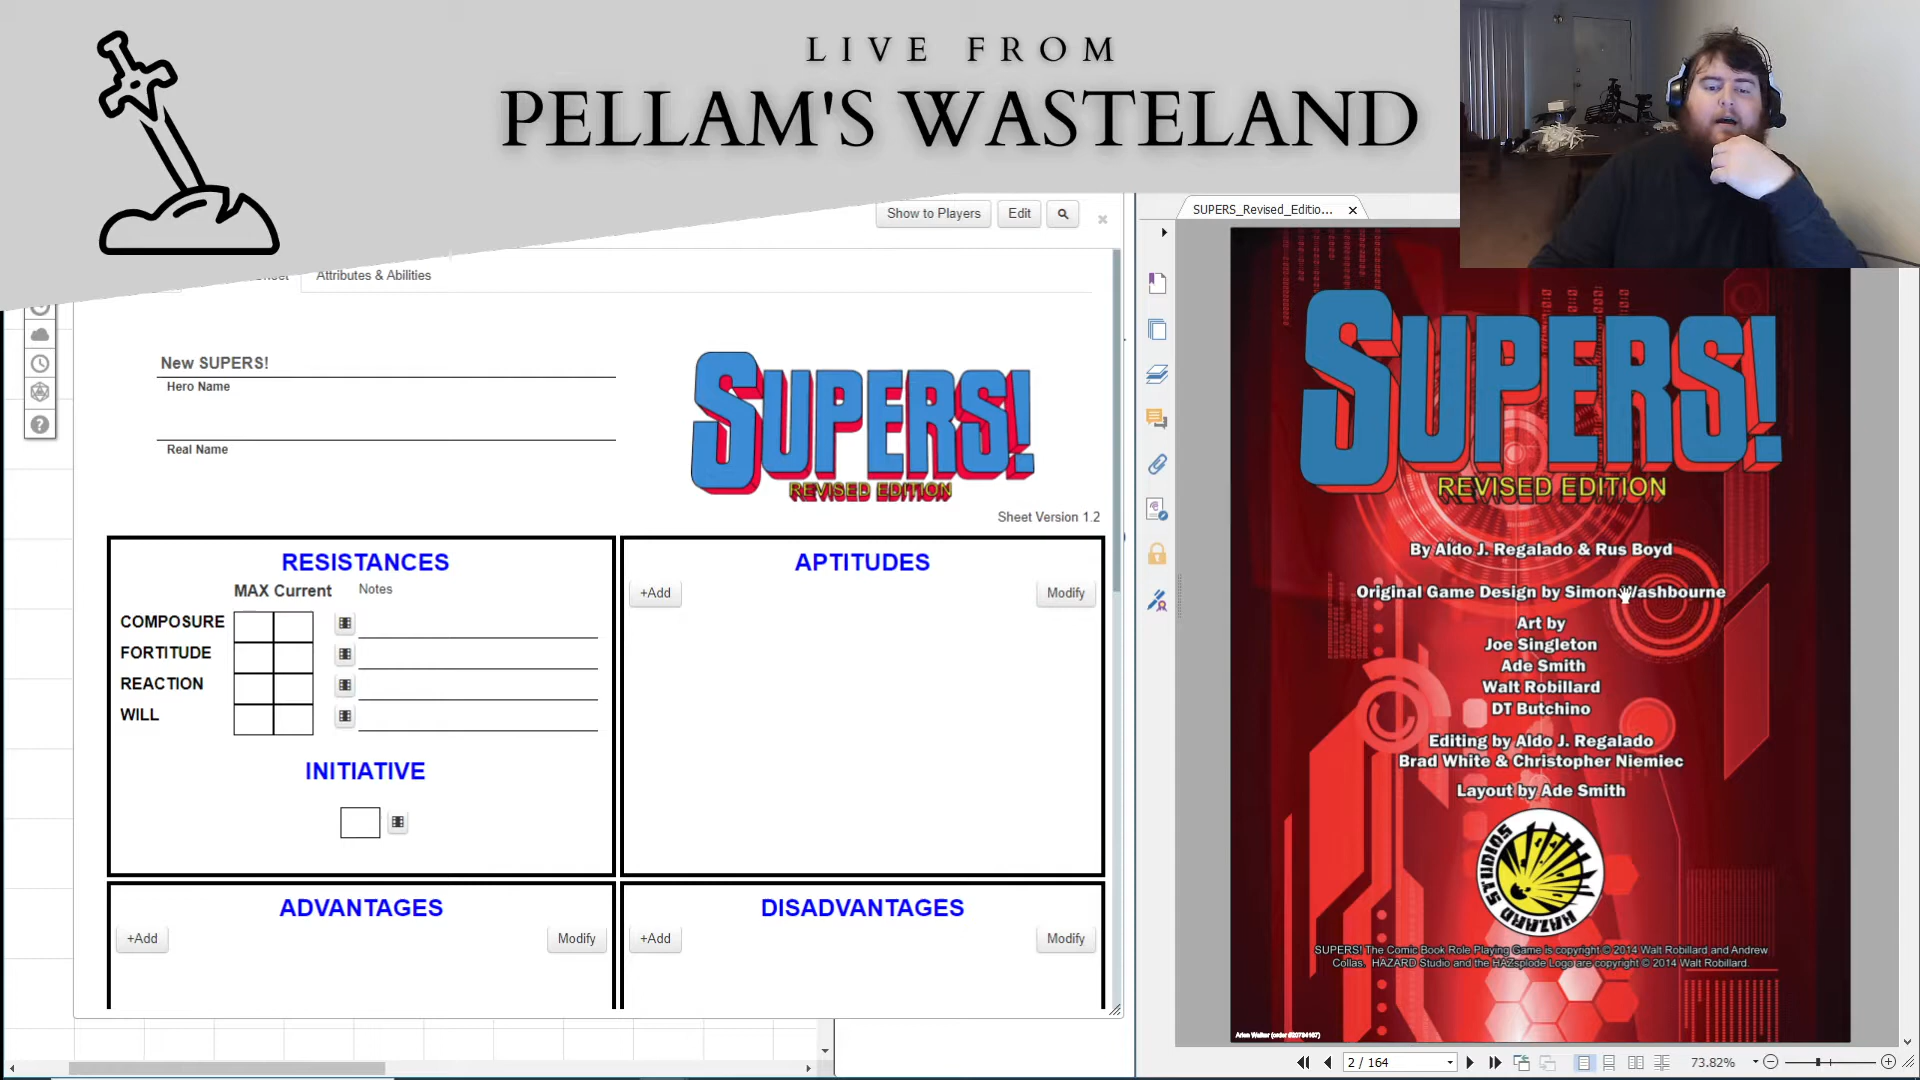 LIVE FROM
PELLAM'S WASTELAND
Show to Players
Edit
Attributes & Abilities
New SUPERS!
Hero Name
Real Name
SUPERS!
REVISED EDITION
Sheet Version 1.2
RESISTANCES
MAX Current Notes
COMPOSURE
FORTITUDE
REACTION
WILL
INITIATIVE
APTITUDES
+Add
Modify
ADVANTAGES
+Add
Modify
DISADVANTAGES
+Add
Modify
SUPERS_Revised_Editio...
SUPERS!
REVISED EDITION
By Aldo J. Regalado & Rus Boyd
Original Game Design by Simon Washbourne
Art by
Joe Singleton
Ade Smith
Walt Robillard
DT Butchino
Editing by Aldo J. Regalado
Brad White & Christopher Niemiec
Layout by Ade Smith
HAZARD STUDIOS
SUPERS! The Comic Book Role Playing Game is copyright © 2014 Walt Robillard and Andrew
Collas. HAZARD Studio and the HAZsplode Logo are copyright © 2014 Walt Robillard.
2 / 164
73.82%